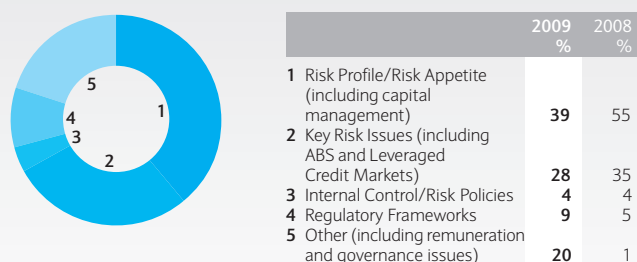 5
1
4
3
2
2009 2008
% %
1 Risk Profile/Risk Appetite
(including capital
management) 39 55
2 Key Risk Issues (including
ABS and Leveraged
Credit Markets) 28 35
3 Internal Control/Risk Policies 4 4
4 Regulatory Frameworks 9 5
5 Other (including remuneration
and governance issues) 20 1